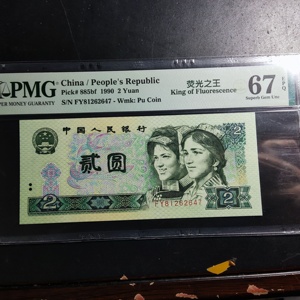 PMG
PAPER MONEY GUARANTY
China / People's Republic
Pick# 885bf 1990 2 Yuan
S/N FY81262647 - Wmk: Pu Coin
荧光之王
King of Fluorescence
67 EPQ
Superb Gem Unc
中国人民银行
贰圆
2
2
FY81262647